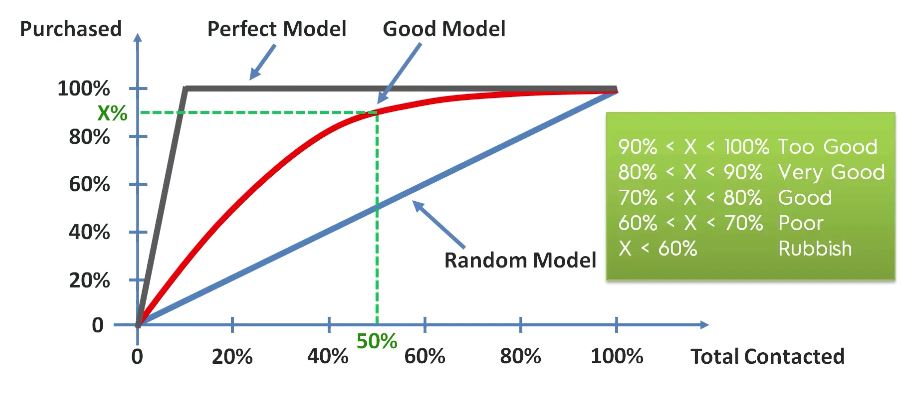 Purchased
Perfect Model
Good Model
100%
X%
80%
60%
40%
20%
0
90% < X < 100% Too Good
80% < X < 90% Very Good
70% < X < 80% Good
60% < X < 70% Poor
X < 60% Rubbish
Random Model
50%
0 20% 40% 60% 80% 100% Total Contacted